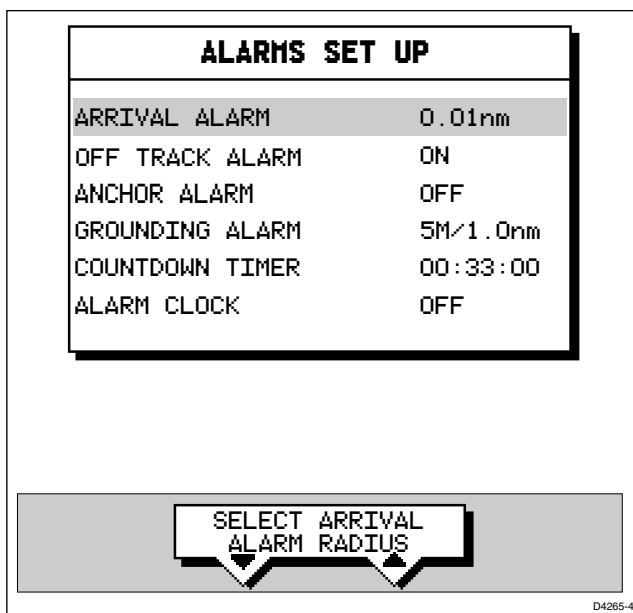 ALARMS SET UP
ARRIVAL ALARM 0.01nm
OFF TRACK ALARM ON
ANCHOR ALARM OFF
GROUNDING ALARM 5M/1.0nm
COUNTDOWN TIMER 00:33:00
ALARM CLOCK OFF
SELECT ARRIVAL
ALARM RADIUS
D4265-4